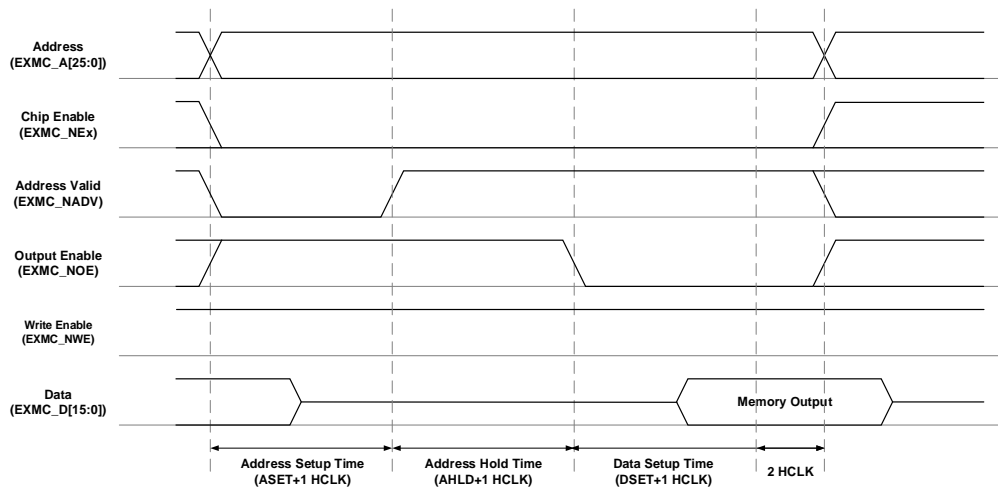 Address
(EXMC_A[25:0])
Chip Enable
(EXMC_NEx)
Address Valid
(EXMC_NADV)
Output Enable
(EXMC_NOE)
Write Enable
(EXMC_NWE)
Data
(EXMC_D[15:0])
Memory Output
Address Setup Time
(ASET+1 HCLK)
Address Hold Time
(AHLD+1 HCLK)
Data Setup Time
(DSET+1 HCLK)
2 HCLK